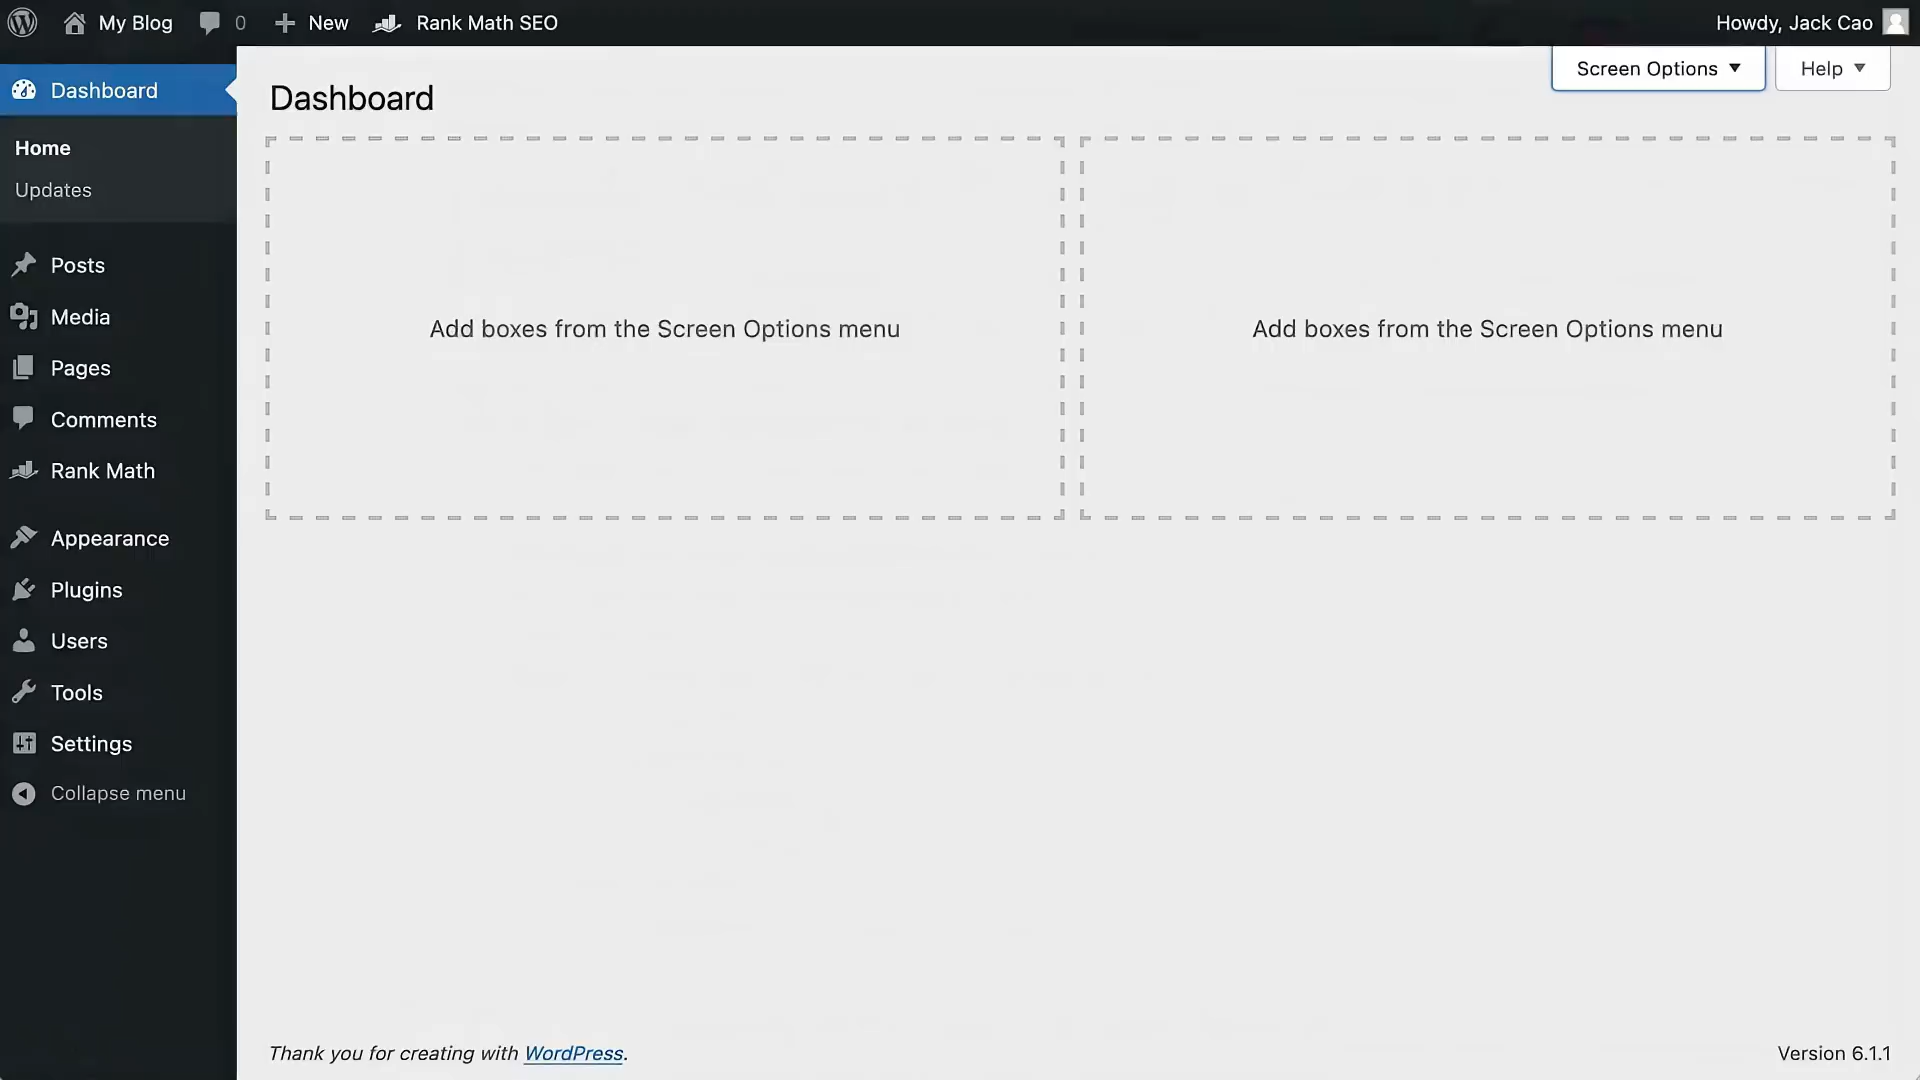 My Blog 0 New Rank Math SEO Howdy, Jack Cao
Screen Options ▼ Help ▼
Dashboard
Dashboard
Home
Updates
Posts
Media
Pages
Comments
Rank Math
Appearance
Plugins
Users
Tools
Settings
Collapse menu
Add boxes from the Screen Options menu
Add boxes from the Screen Options menu
Thank you for creating with WordPress.
Version 6.1.1